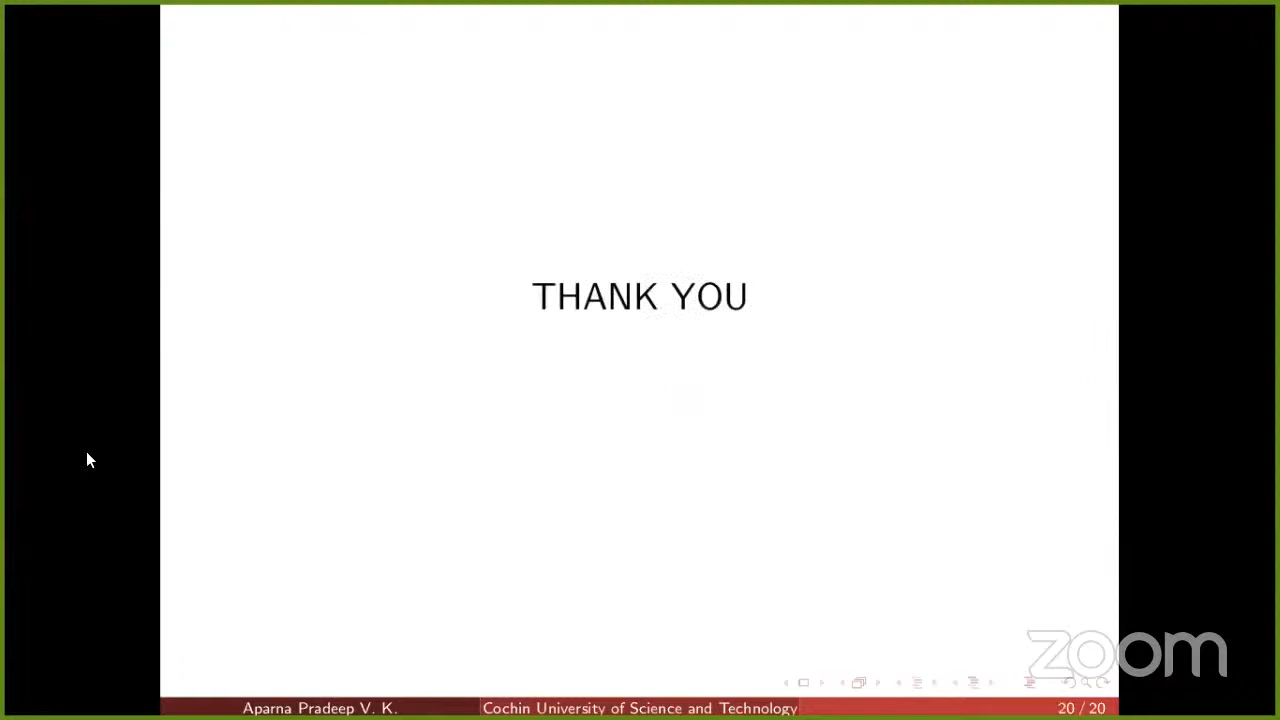 THANK YOU
zoom
Aparna Pradeep V. K. Cochin University of Science and Technology 20 / 20